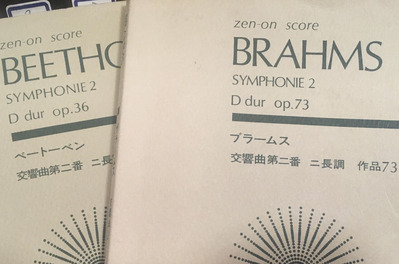 zen-on score
BEETHO
SYMPHONIE 2
D dur op.36
ベートーベン
交響曲第二番 ニ長調
zen-on score
BRAHMS
SYMPHONIE 2
D dur op.73
ブラームス
交響曲第二番 ニ長調 作品73